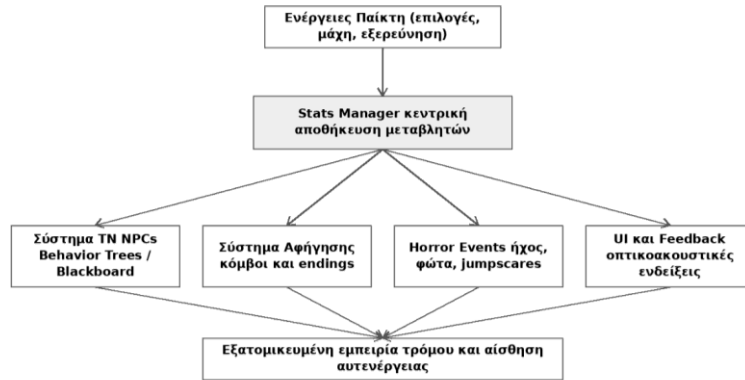 Ενέργειες Παίκτη (επιλογές,
μάχη, εξερεύνηση)
Stats Manager κεντρική
αποθήκευση μεταβλητών
Σύστημα ΤΝ NPCs
Behavior Trees /
Blackboard
Σύστημα Αφήγησης
κόμβοι και endings
Horror Events ήχος,
φώτα, jumpscares
UI και Feedback
οπτικοακουστικές
ενδείξεις
Εξατομικευμένη εμπειρία τρόμου και αίσθηση
αυτενέργειας